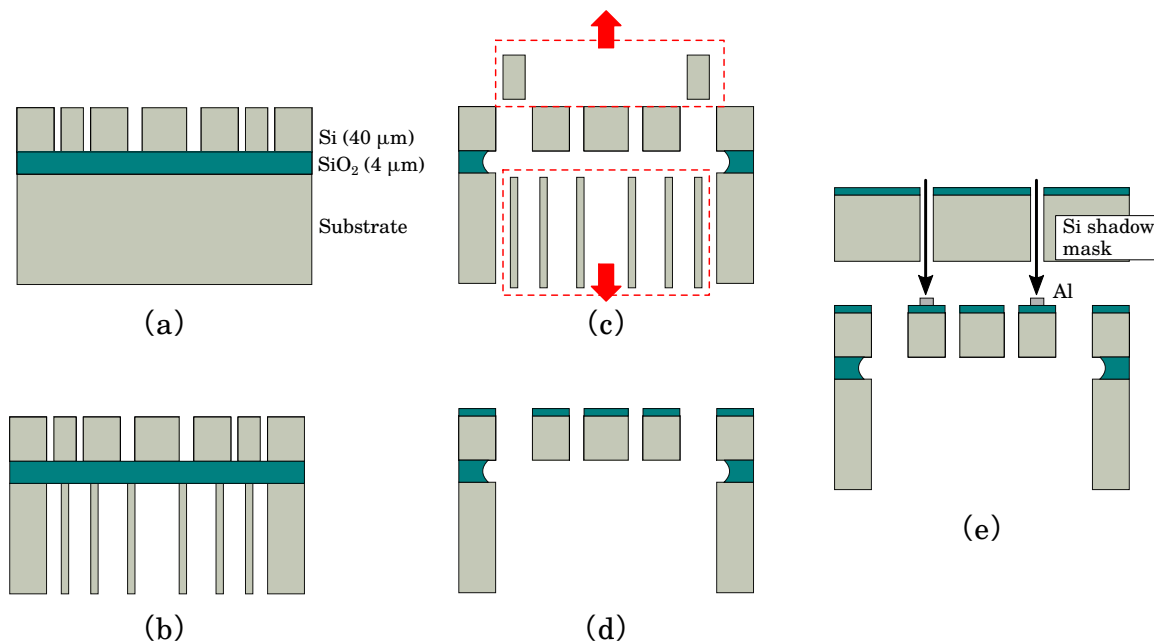 Si (40 μm)
SiO₂ (4 μm)
Substrate
(a)
(b)
(c)
(d)
Si shadow
mask
Al
(e)